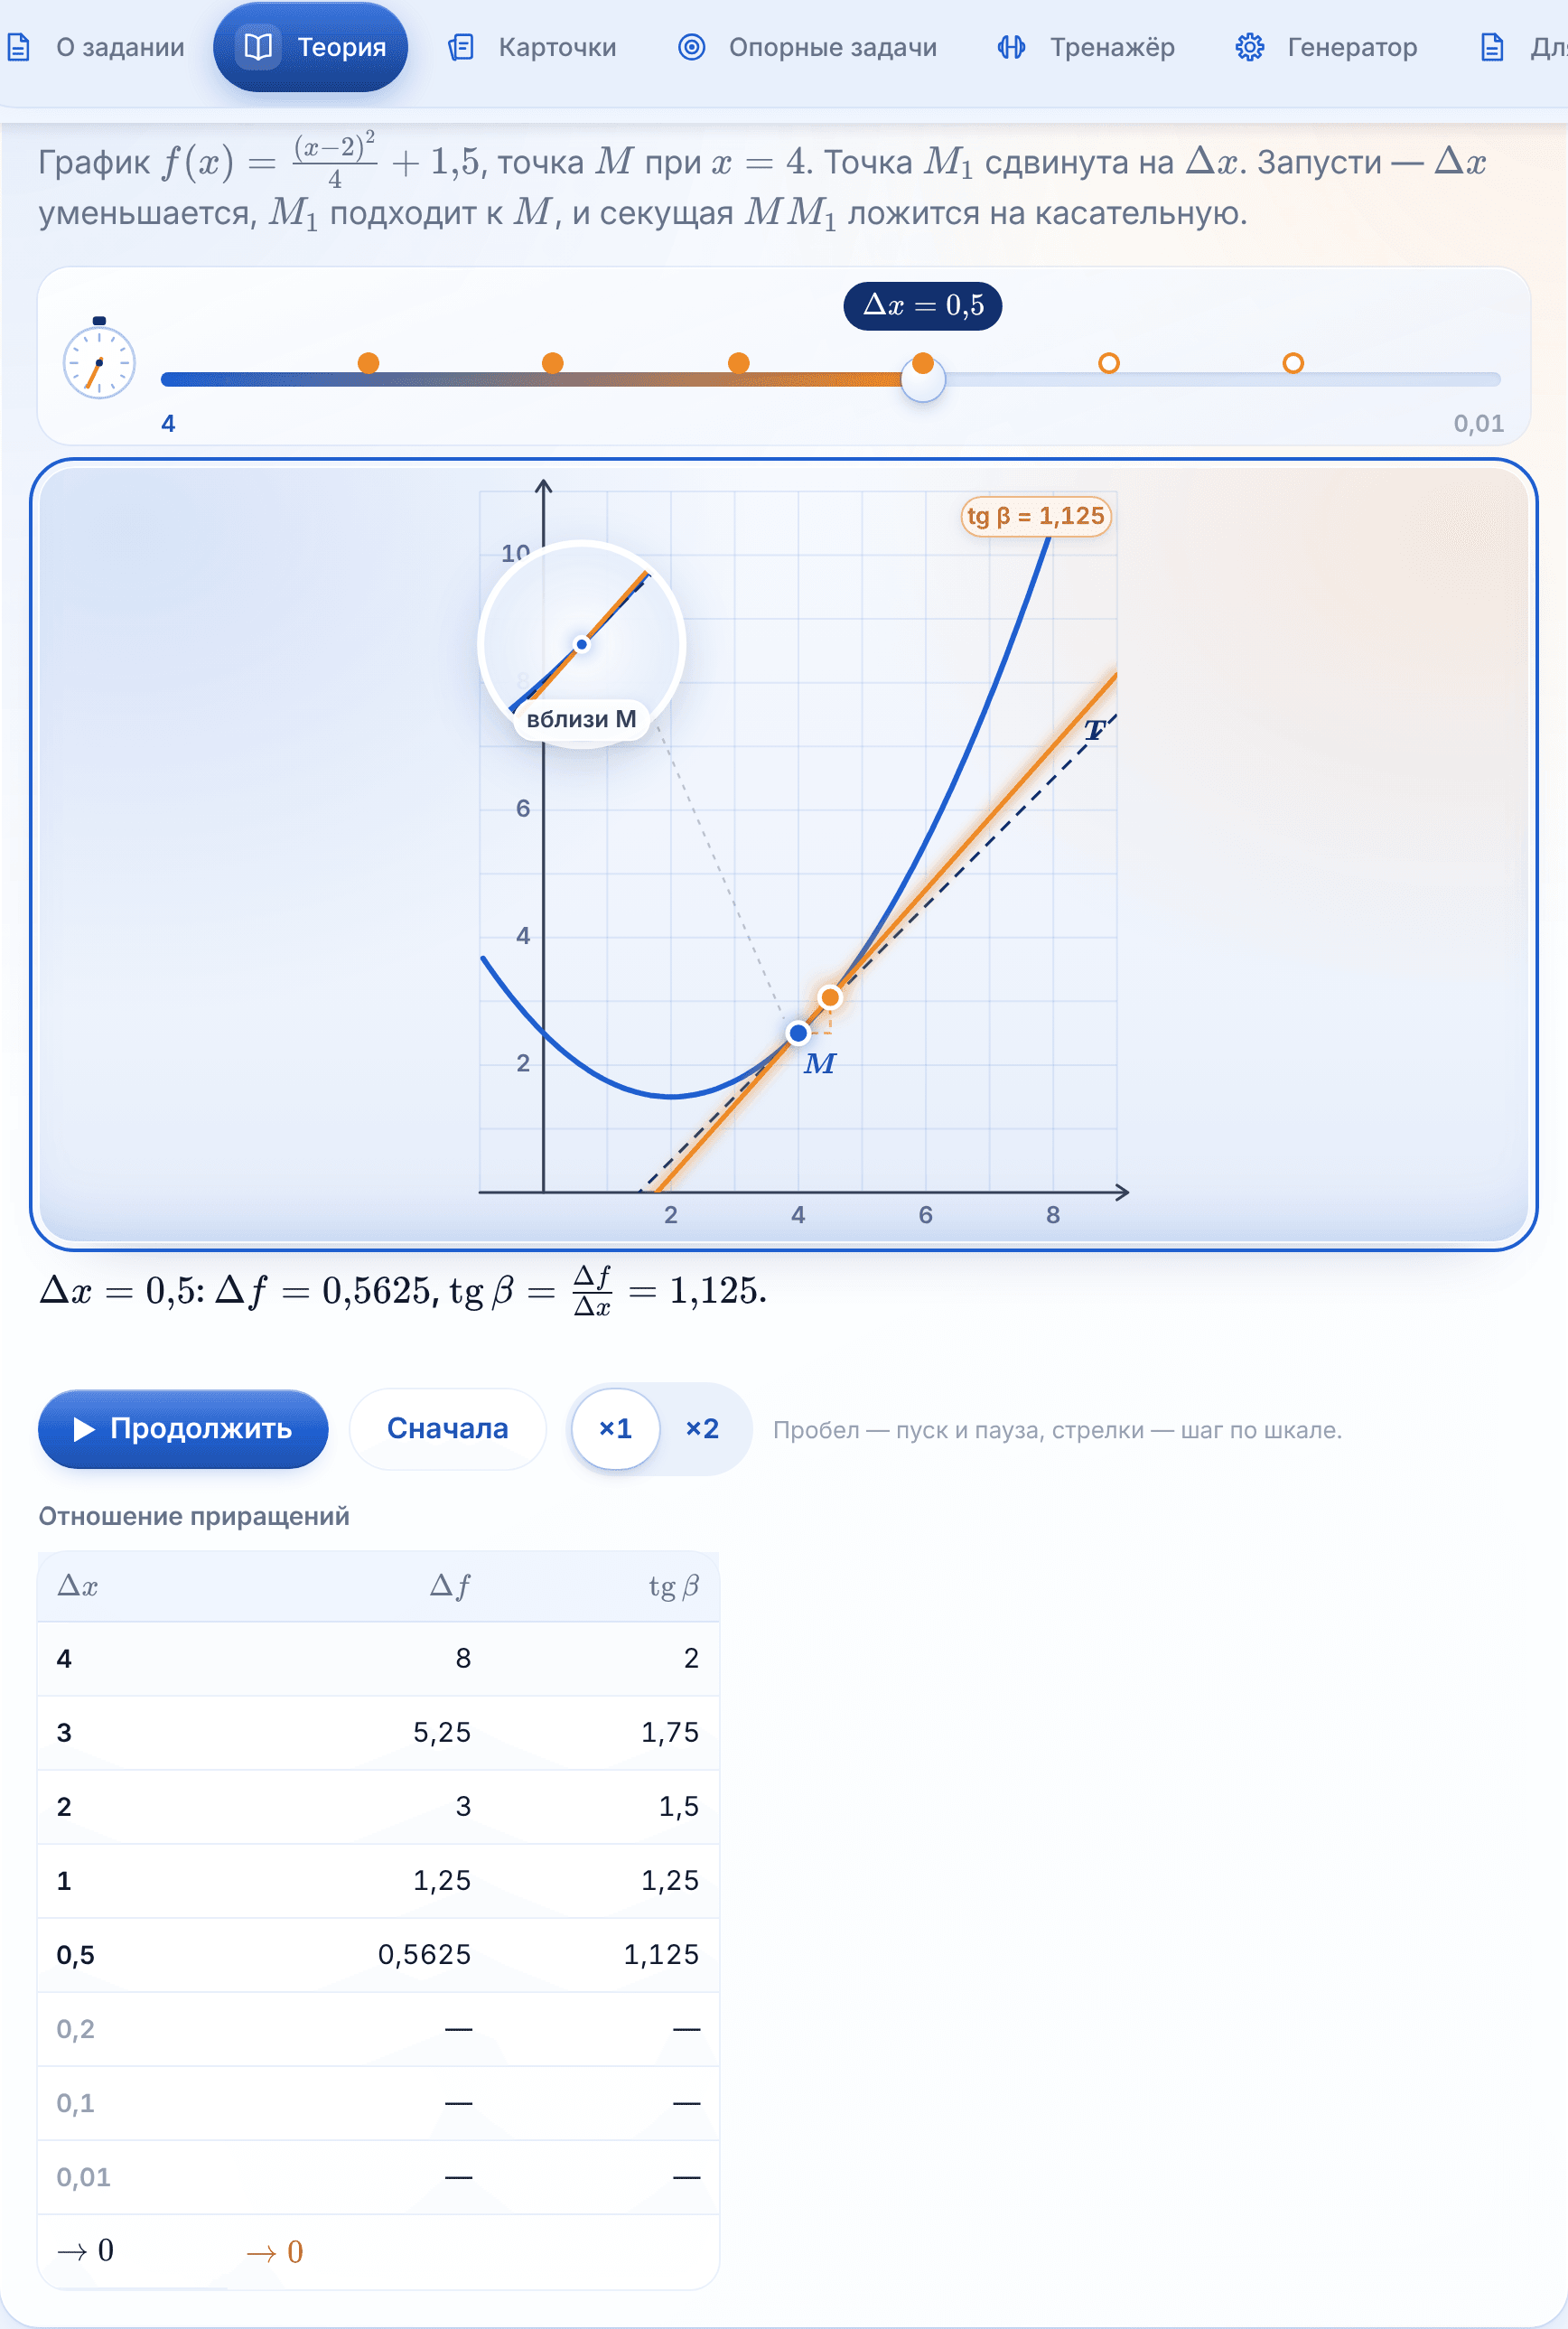 О задании Теория Карточки Опорные задачи Тренажёр Генератор
График f(x) = (x−2)²/4 + 1,5, точка M при x = 4. Точка M₁ сдвинута на Δx. Запусти — Δx
уменьшается, M₁ подходит к M, и секущая MM₁ ложится на касательную.
Δx = 0,5
4 0,01
tg β = 1,125
10
вблизи M
T
6
4
M
2
2 4 6 8
Δx = 0,5: Δf = 0,5625, tg β = Δf/Δx = 1,125.
Продолжить Сначала ×1 ×2 Пробел — пуск и пауза, стрелки — шаг по шкале.
Отношение приращений
Δx Δf tg β
4 8 2
3 5,25 1,75
2 3 1,5
1 1,25 1,25
0,5 0,5625 1,125
0,2 — —
0,1 — —
0,01 — —
→ 0 → 0